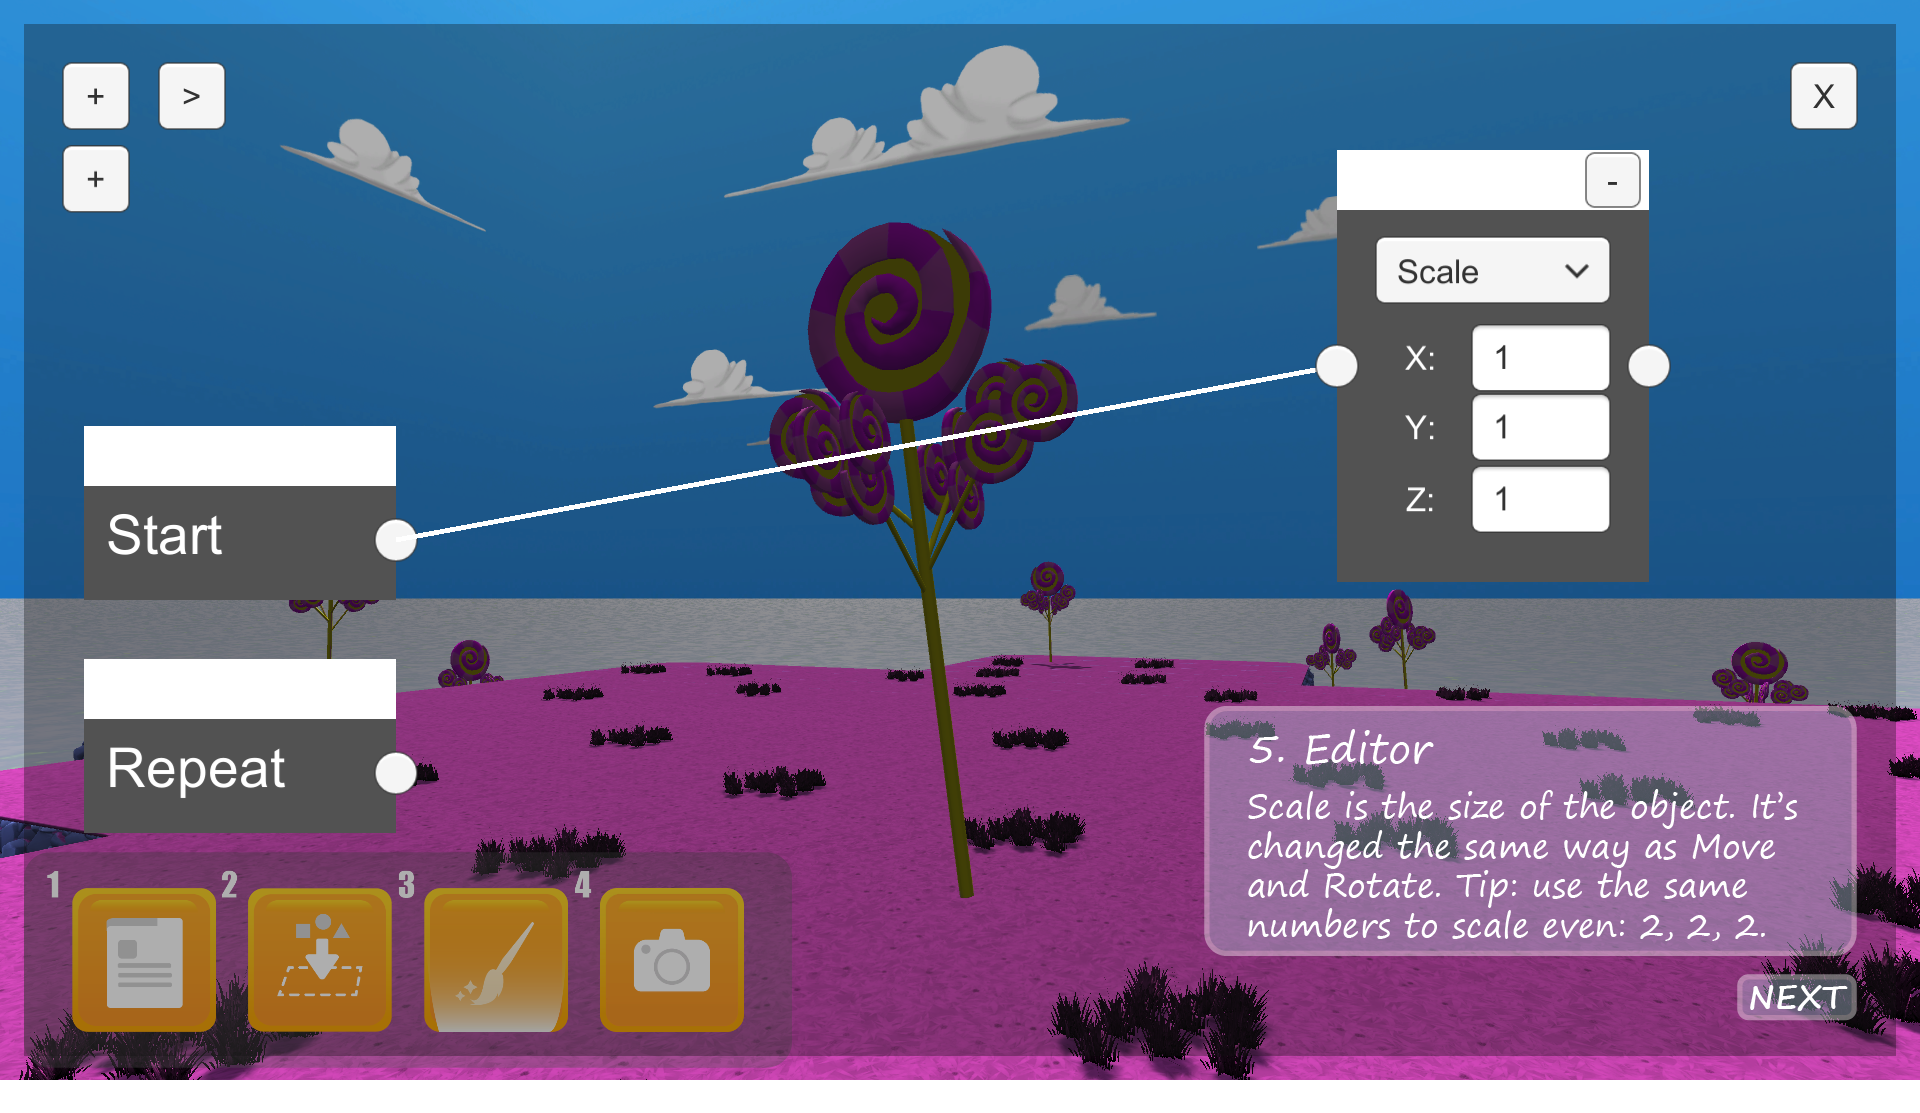 + >
X
+
-
Scale
X: 1
Y: 1
Z: 1
Start
Repeat
5. Editor
Scale is the size of the object. It's
changed the same way as Move
and Rotate. Tip: use the same
numbers to scale even: 2, 2, 2.
1 2 3 4
NEXT